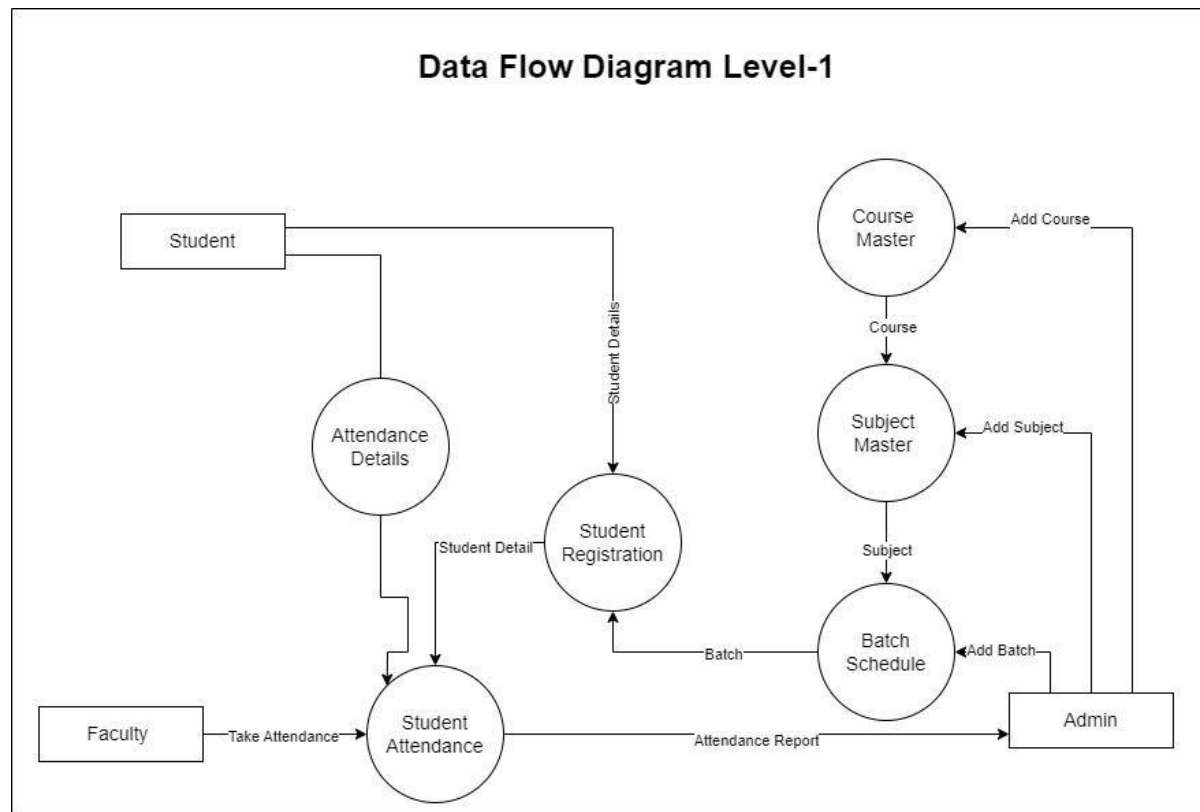 Data Flow Diagram Level-1
Course
Master
Add Course
Student
Student Details
Course
Attendance
Details
Subject
Master
Add Subject
Student
Registration
Student Detail
Subject
Batch
Schedule
Add Batch
Batch
Faculty
Take Attendance
Student
Attendance
Attendance Report
Admin